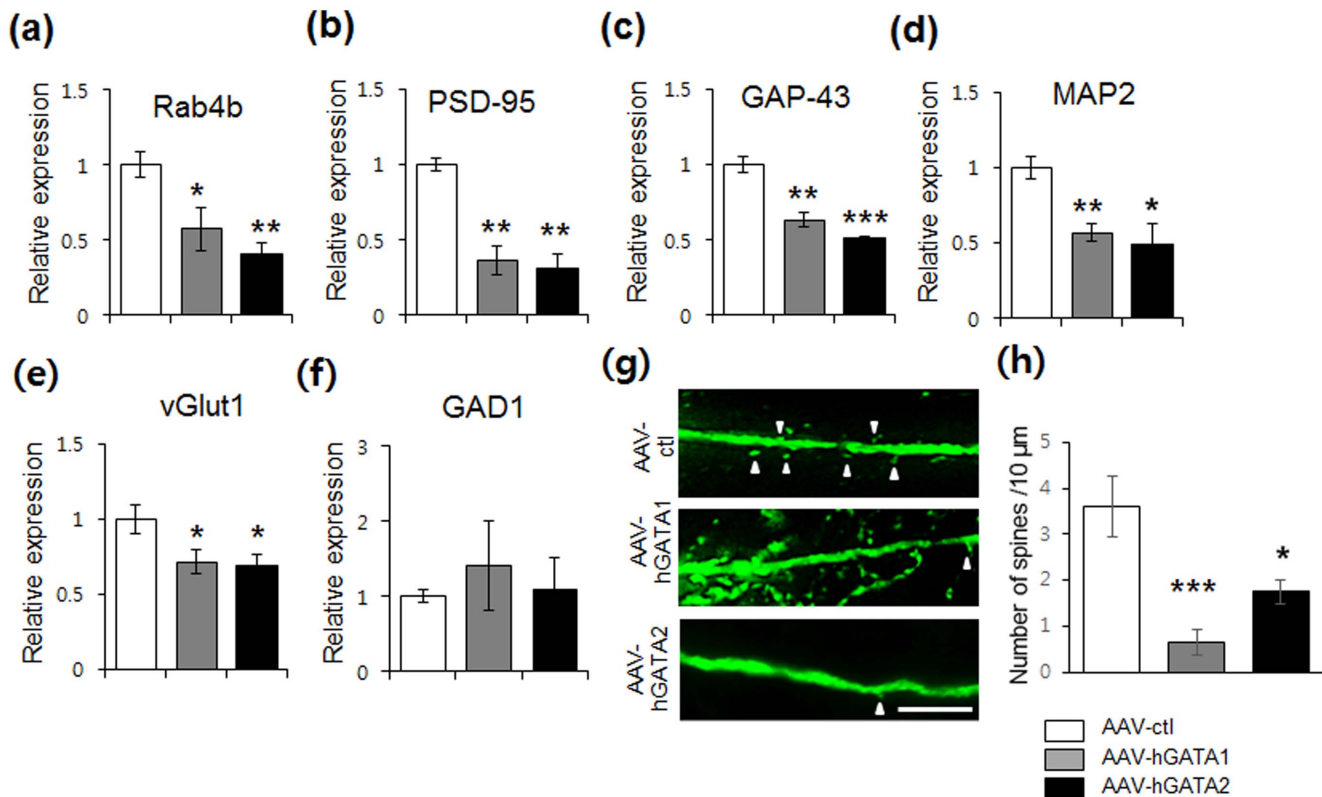 (a)
Rab4b
Relative expression
1.5
1
0.5
0
*
**
(b)
PSD-95
Relative expression
1.5
1
0.5
0
**
**
(c)
GAP-43
Relative expression
1.5
1
0.5
0
**
***
(d)
MAP2
Relative expression
1.5
1
0.5
0
**
*
(e)
vGlut1
Relative expression
1.5
1
0.5
0
*
*
(f)
GAD1
Relative expression
3
2
1
0
(g)
AAV-
ctl
AAV-
hGATA1
AAV-
hGATA2
(h)
Number of spines /10 μm
5
4
3
2
1
0
***
*
AAV-ctl
AAV-hGATA1
AAV-hGATA2